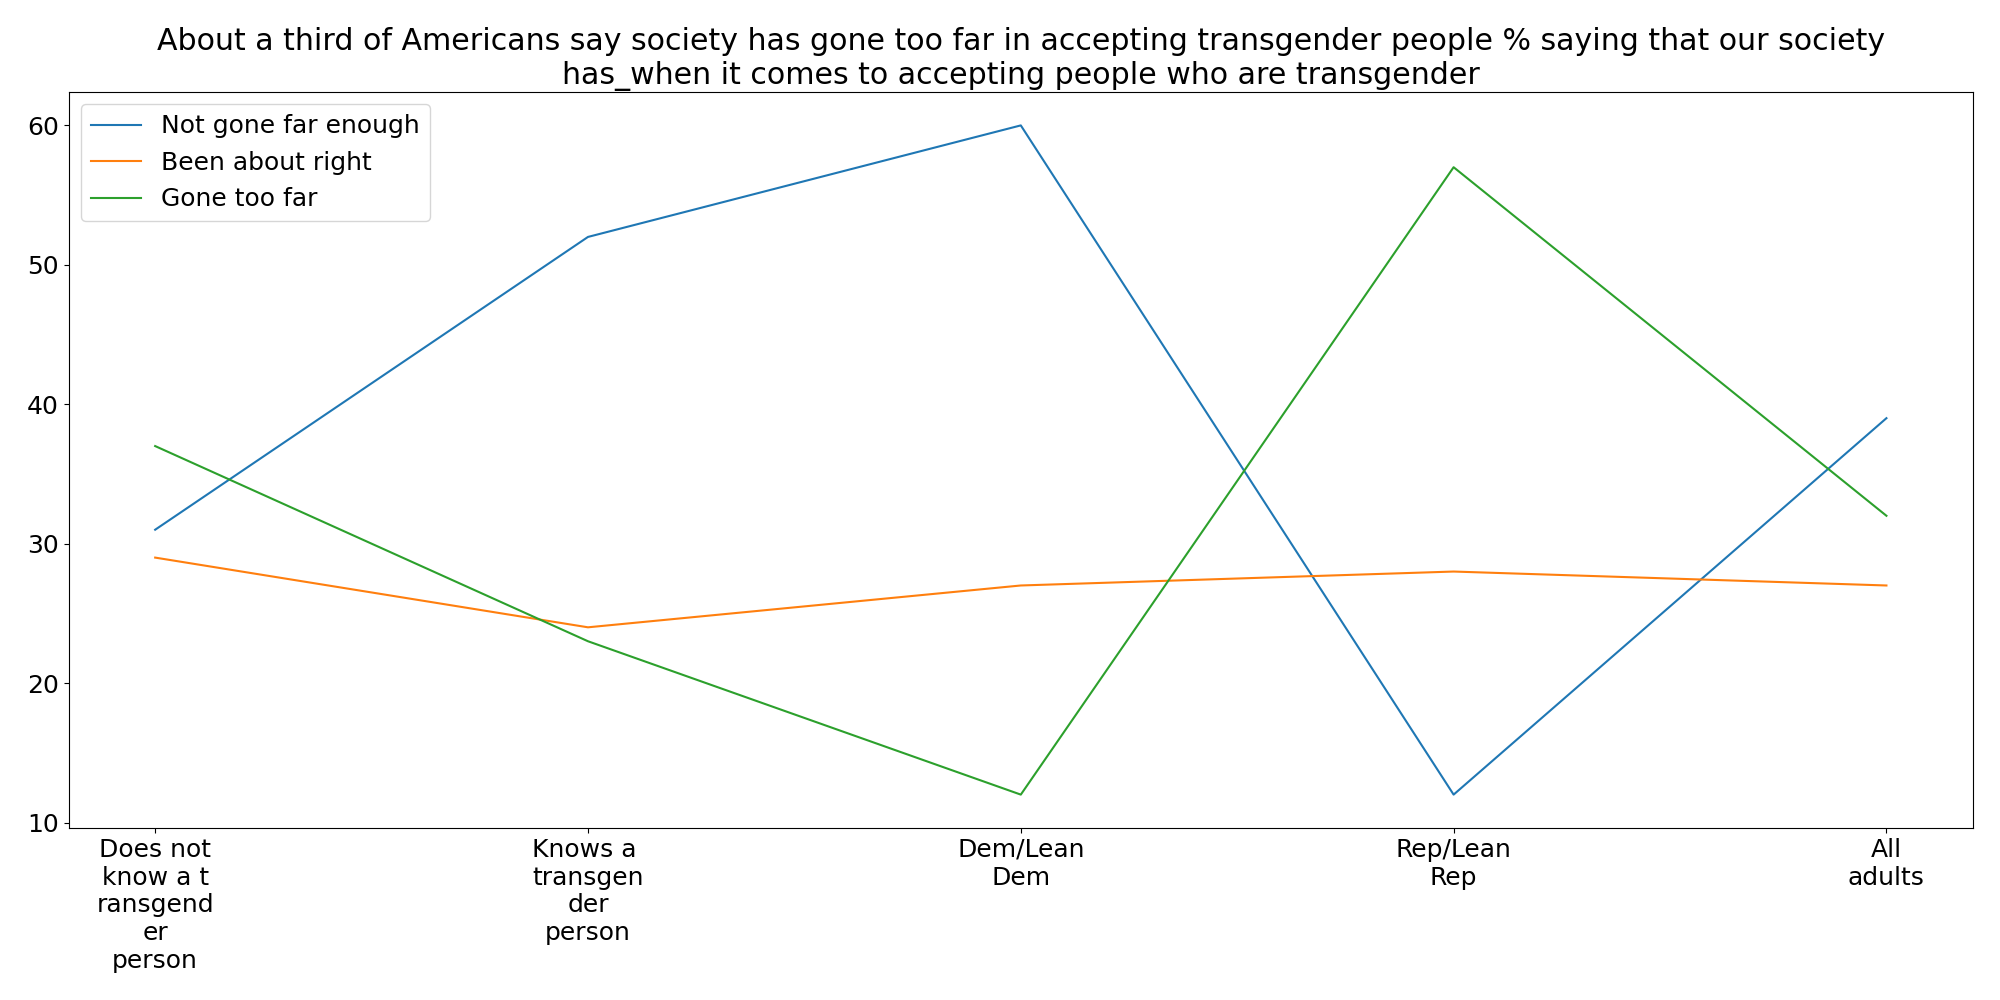 About a third of Americans say society has gone too far in accepting transgender people % saying that our society
has_when it comes to accepting people who are transgender
Not gone far enough
Been about right
Gone too far
60
50
40
30
20
10
Does not
know a t
ransgend
er
person
Knows a
transgen
der
person
Dem/Lean
Dem
Rep/Lean
Rep
All
adults